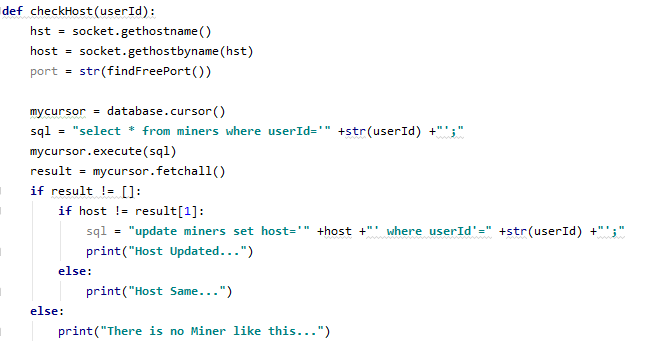 def checkHost(userId):
    hst = socket.gethostname()
    host = socket.gethostbyname(hst)
    port = str(findFreePort())
    mycursor = database.cursor()
    sql = "select * from miners where userId='" +str(userId) +"';"
    mycursor.execute(sql)
    result = mycursor.fetchall()
    if result != []:
        if host != result[1]:
            sql = "update miners set host='" +host +"' where userId'=" +str(userId) +"';"
            print("Host Updated...")
        else:
            print("Host Same...")
    else:
        print("There is no Miner like this...")